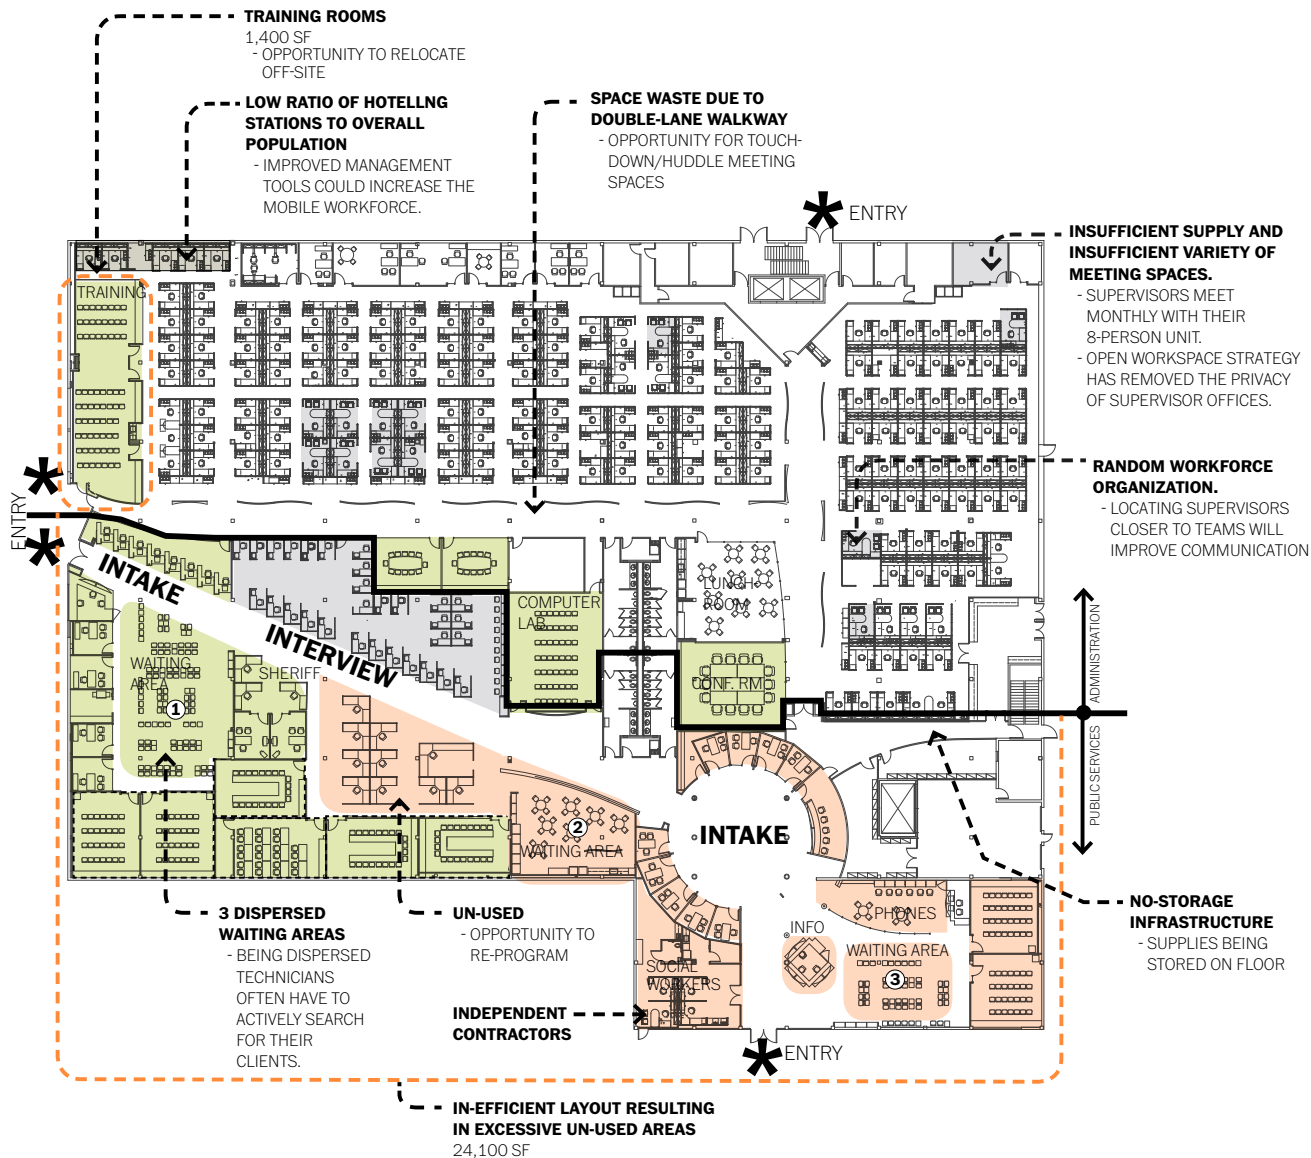 TRAINING ROOMS
1,400 SF
- OPPORTUNITY TO RELOCATE
OFF-SITE
LOW RATIO OF HOTELLNG
STATIONS TO OVERALL
POPULATION
- IMPROVED MANAGEMENT
TOOLS COULD INCREASE THE
MOBILE WORKFORCE.
SPACE WASTE DUE TO
DOUBLE-LANE WALKWAY
- OPPORTUNITY FOR TOUCH-
DOWN/HUDDLE MEETING
SPACES
ENTRY
INSUFFICIENT SUPPLY AND
INSUFFICIENT VARIETY OF
MEETING SPACES.
- SUPERVISORS MEET
MONTHLY WITH THEIR
8-PERSON UNIT.
- OPEN WORKSPACE STRATEGY
HAS REMOVED THE PRIVACY
OF SUPERVISOR OFFICES.
TRAINING
RANDOM WORKFORCE
ORGANIZATION.
- LOCATING SUPERVISORS
CLOSER TO TEAMS WILL
IMPROVE COMMUNICATION
ENTRY
INTAKE
INTERVIEW
COMPUTER
LAB
LUNCH-
ROOM
WAITING
AREA
1
SHERIFF
CONF. RM
ADMINISTRATION
PUBLIC SERVICES
INTAKE
2
WAITING AREA
3 DISPERSED
WAITING AREAS
- BEING DISPERSED
TECHNICIANS
OFTEN HAVE TO
ACTIVELY SEARCH
FOR THEIR
CLIENTS.
UN-USED
- OPPORTUNITY TO
RE-PROGRAM
INDEPENDENT
CONTRACTORS
SOCIAL
WORKERS
INFO
PHONES
WAITING AREA
3
NO-STORAGE
INFRASTRUCTURE
- SUPPLIES BEING
STORED ON FLOOR
ENTRY
IN-EFFICIENT LAYOUT RESULTING
IN EXCESSIVE UN-USED AREAS
24,100 SF